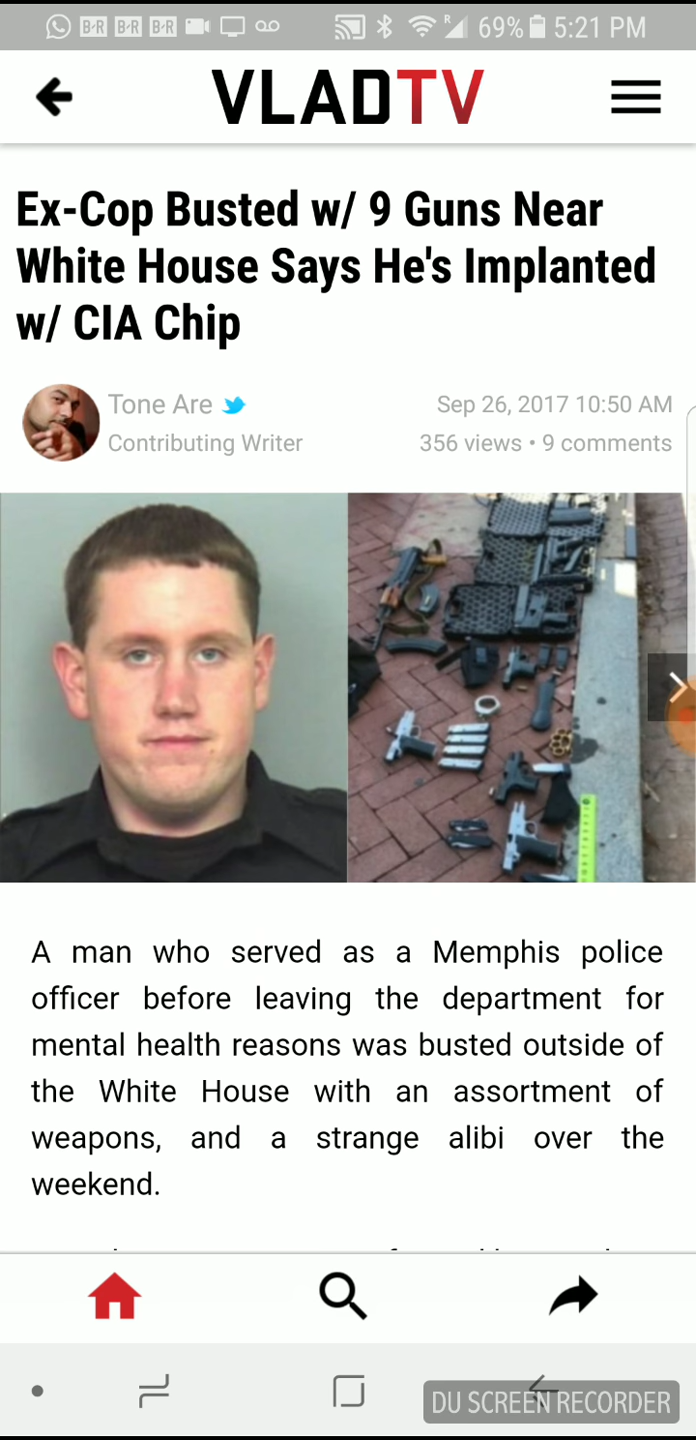 B·R B·R B·R R 69% 5:21 PM
VLADTV
Ex-Cop Busted w/ 9 Guns Near
White House Says He's Implanted
w/ CIA Chip
Tone Are
Sep 26, 2017 10:50 AM
Contributing Writer
356 views • 9 comments
A man who served as a Memphis police
officer before leaving the department for
mental health reasons was busted outside of
the White House with an assortment of
weapons, and a strange alibi over the
weekend.
DU SCREEN RECORDER